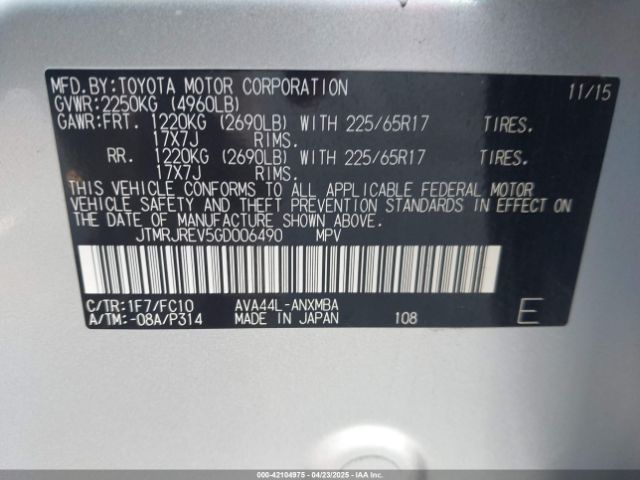 MFD.BY:TOYOTA MOTOR CORPORATION 11/15
GVWR:2250KG (4960LB)
GAWR:FRT. 1220KG (2690LB) WITH 225/65R17 TIRES.
17X7J RIMS.
RR. 1220KG (2690LB) WITH 225/65R17 TIRES.
17X7J RIMS.
THIS VEHICLE CONFORMS TO ALL APPLICABLE FEDERAL MOTOR
VEHICLE SAFETY AND THEFT PREVENTION STANDARDS IN EFFECT ON
THE DATE OF MANUFACTURE SHOWN ABOVE.
JTMRJREV5GD006490 MPV
C/TR:1F7/FC10 AVA44L-ANXMBA
A/TM:-08A/P314 MADE IN JAPAN 108 E
000-42104975 - 04/23/2025 - IAAI.COM